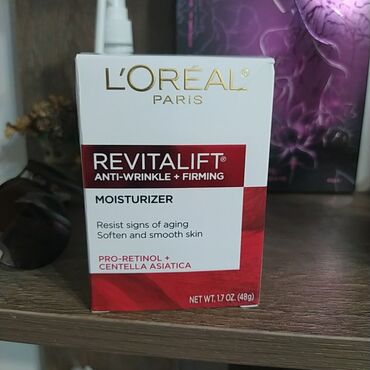 L'ORÉAL
PARIS
REVITALIFT®
ANTI-WRINKLE + FIRMING
MOISTURIZER
Resist signs of aging
Soften and smooth skin
PRO-RETINOL +
CENTELLA ASIATICA
NET WT. 1.7 OZ. (48g)